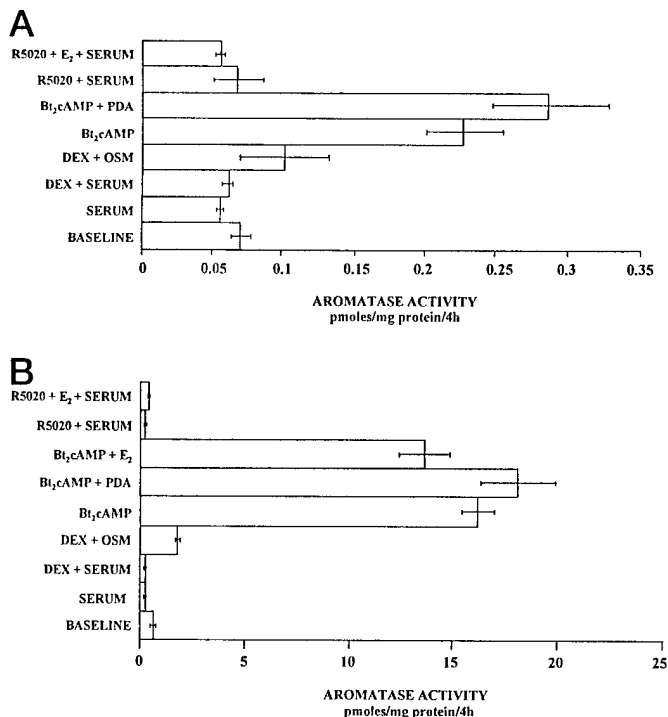 A
R5020 + E₂ + SERUM
R5020 + SERUM
Bt₂cAMP + PDA
Bt₂cAMP
DEX + OSM
DEX + SERUM
SERUM
BASELINE
0 0.05 0.1 0.15 0.2 0.25 0.3 0.35
AROMATASE ACTIVITY
pmoles/mg protein/4h
B
R5020 + E₂ + SERUM
R5020 + SERUM
Bt₂cAMP + E₂
Bt₂cAMP + PDA
Bt₂cAMP
DEX + OSM
DEX + SERUM
SERUM
BASELINE
0 5 10 15 20 25
AROMATASE ACTIVITY
pmoles/mg protein/4h